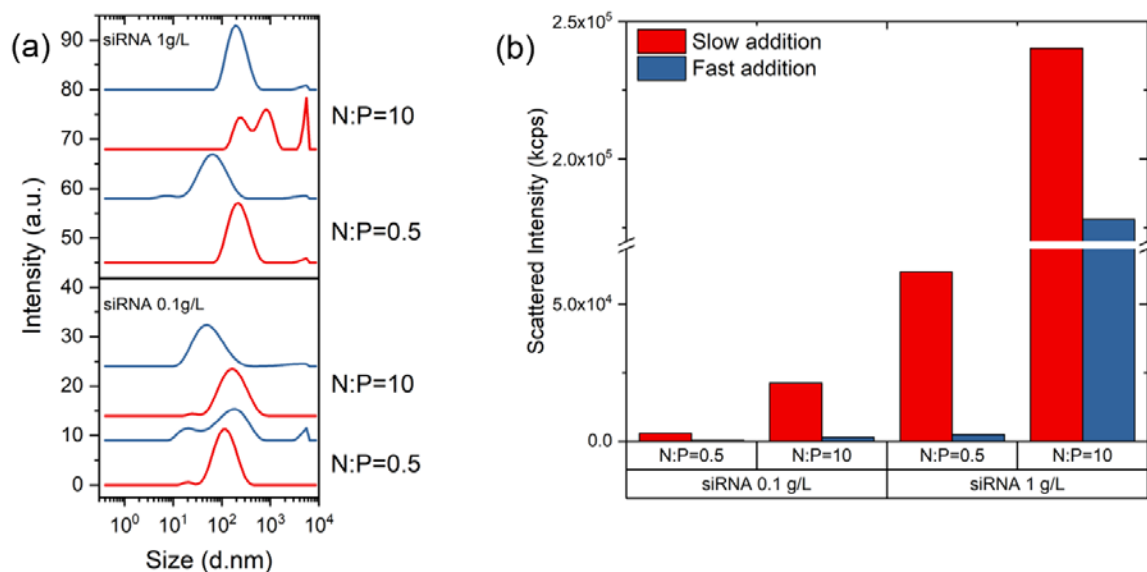 (a)
siRNA 1g/L
90
80
70
60
50
N:P=10
N:P=0.5
siRNA 0.1g/L
40
30
20
10
0
N:P=10
N:P=0.5
Intensity (a.u.)
10⁰ 10¹ 10² 10³ 10⁴
Size (d.nm)
(b)
Slow addition
Fast addition
2.5x10⁵
2.0x10⁵
5.0x10⁴
0.0
Scattered Intensity (kcps)
N:P=0.5 N:P=10 N:P=0.5 N:P=10
siRNA 0.1 g/L siRNA 1 g/L